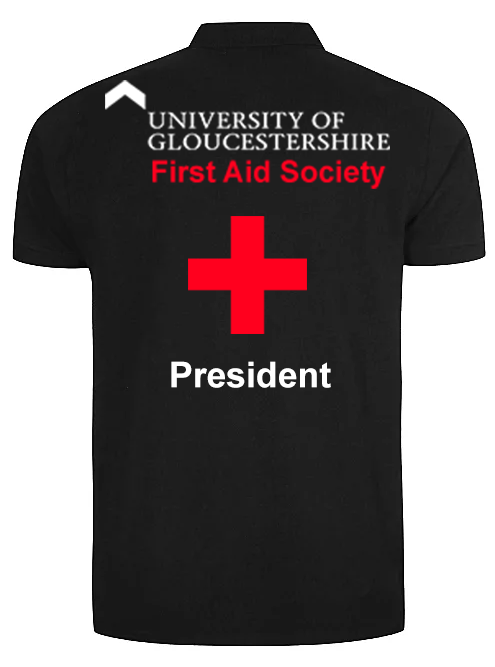 UNIVERSITY OF
GLOUCESTERSHIRE
First Aid Society
President